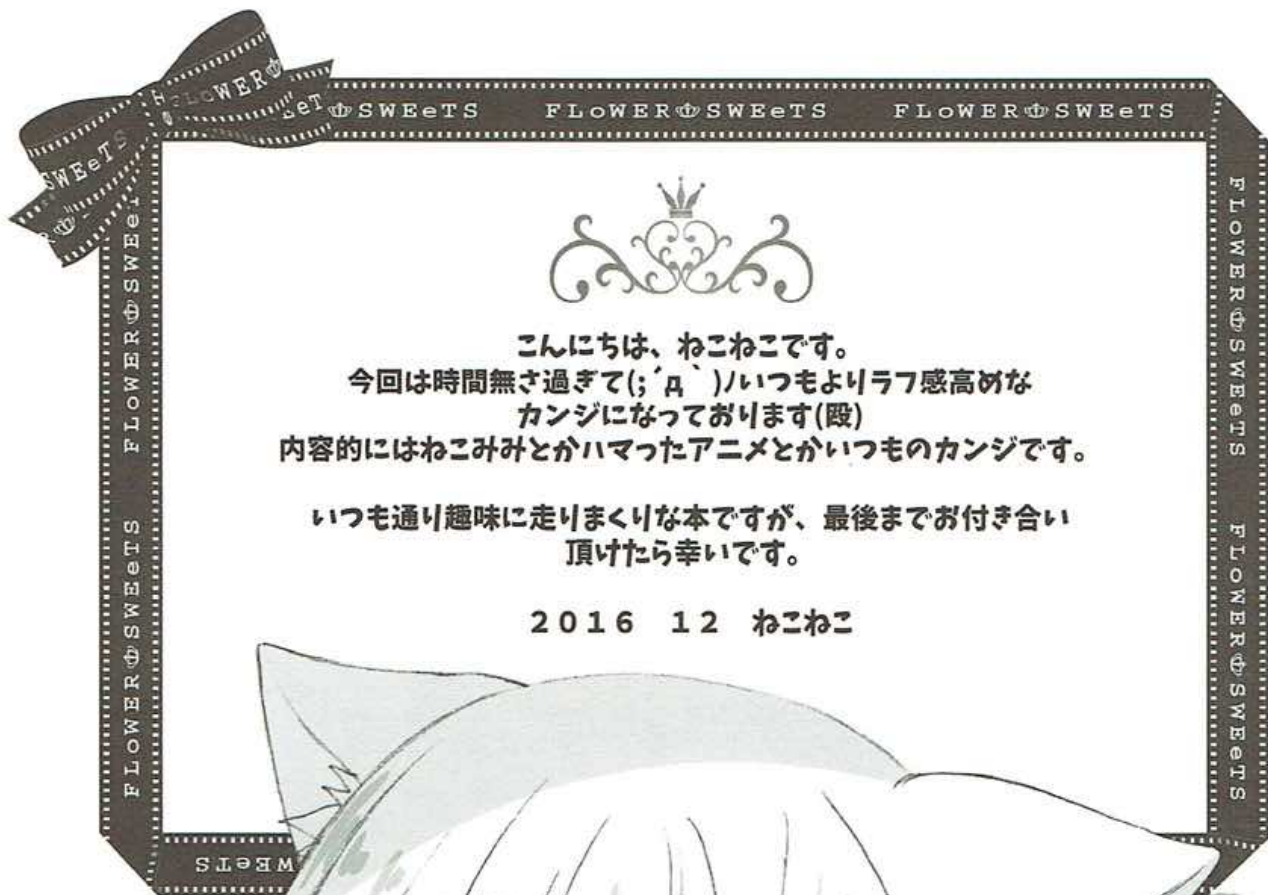 FLoWER SWEeTS
SWEeTS
eT SWEeTS FLoWER SWEeTS FLoWER SWEeTS
こんにちは、ねこねこです。
今回は時間無さ過ぎて(;´д｀)ﾉいつもよりラフ感高めな
カンジになっております(殴)
内容的にはねこみみとかハマったアニメとかいつものカンジです。
いつも通り趣味に走りまくりな本ですが、最後までお付き合い
頂けたら幸いです。
2016 12 ねこねこ
FLoWER SWEeTS FLoWER SWEeT
FLoWER SWEeTS FLoWER SWEeTS
SWEeTS